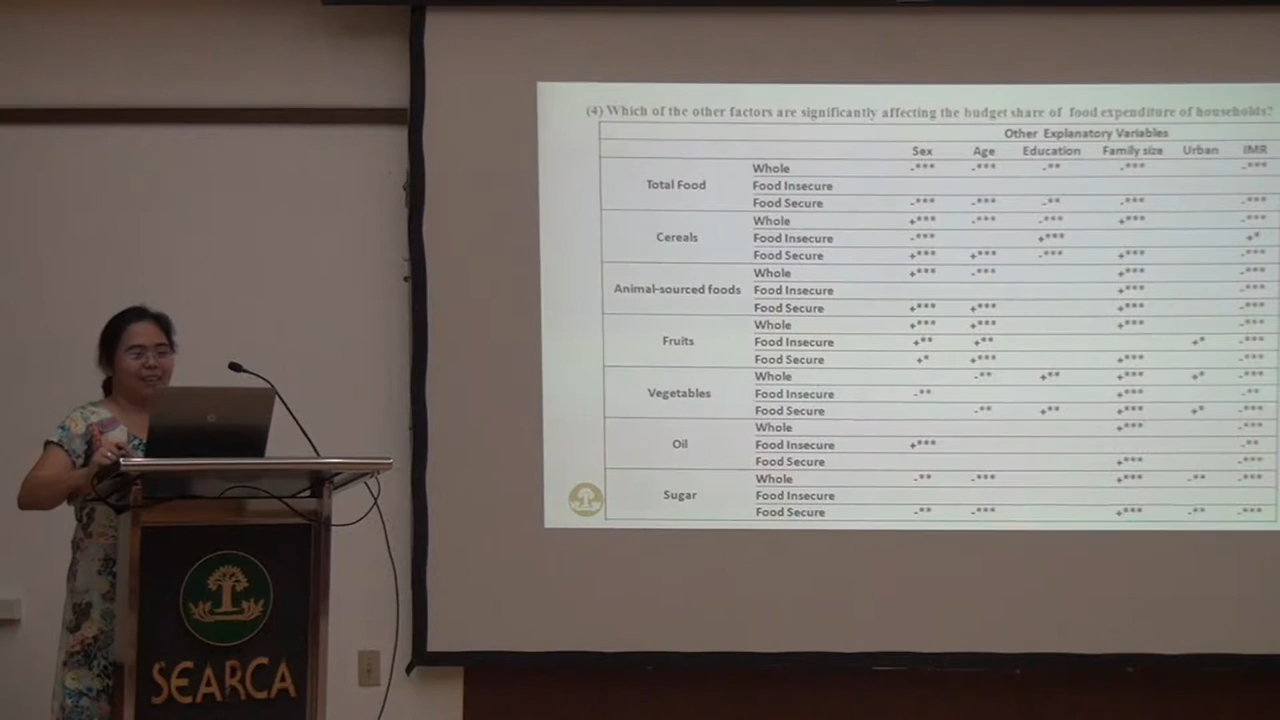 (4) Which of the other factors are significantly affecting the budget share of food expenditure of households?
Other Explanatory Variables
Sex Age Education Family size Urban IMR
Total Food
Whole -*** -*** -** -*** -***
Food Insecure
Food Secure -*** -*** -** -*** -***
Cereals
Whole +*** -*** -*** +*** -***
Food Insecure -*** +*** +*
Food Secure +*** +*** -*** +*** -***
Animal-sourced foods
Whole +*** -*** +*** -***
Food Insecure +*** -***
Food Secure +*** +*** +*** -***
Fruits
Whole +*** +*** +*** -***
Food Insecure +** +** +* -***
Food Secure +* +*** +*** -***
Vegetables
Whole -** +** +*** +* -***
Food Insecure -** +*** -**
Food Secure -** +** +*** +* -***
Oil
Whole +*** -***
Food Insecure +*** -**
Food Secure +*** -***
Sugar
Whole -** -*** +*** -** -***
Food Insecure
Food Secure -** -*** +*** -** -***
SEARCA